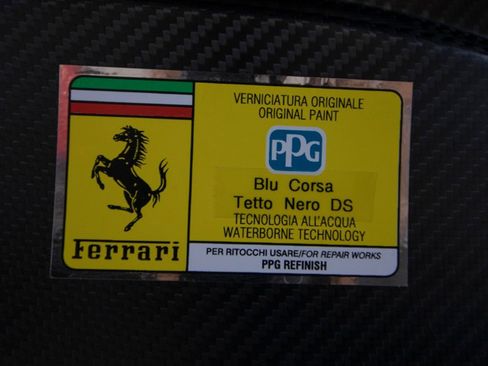 VERNICIATURA ORIGINALE
ORIGINAL PAINT
PPG
Blu Corsa
Tetto Nero DS
TECNOLOGIA ALL'ACQUA
WATERBORNE TECHNOLOGY
Ferrari
PER RITOCCHI USARE/FOR REPAIR WORKS
PPG REFINISH